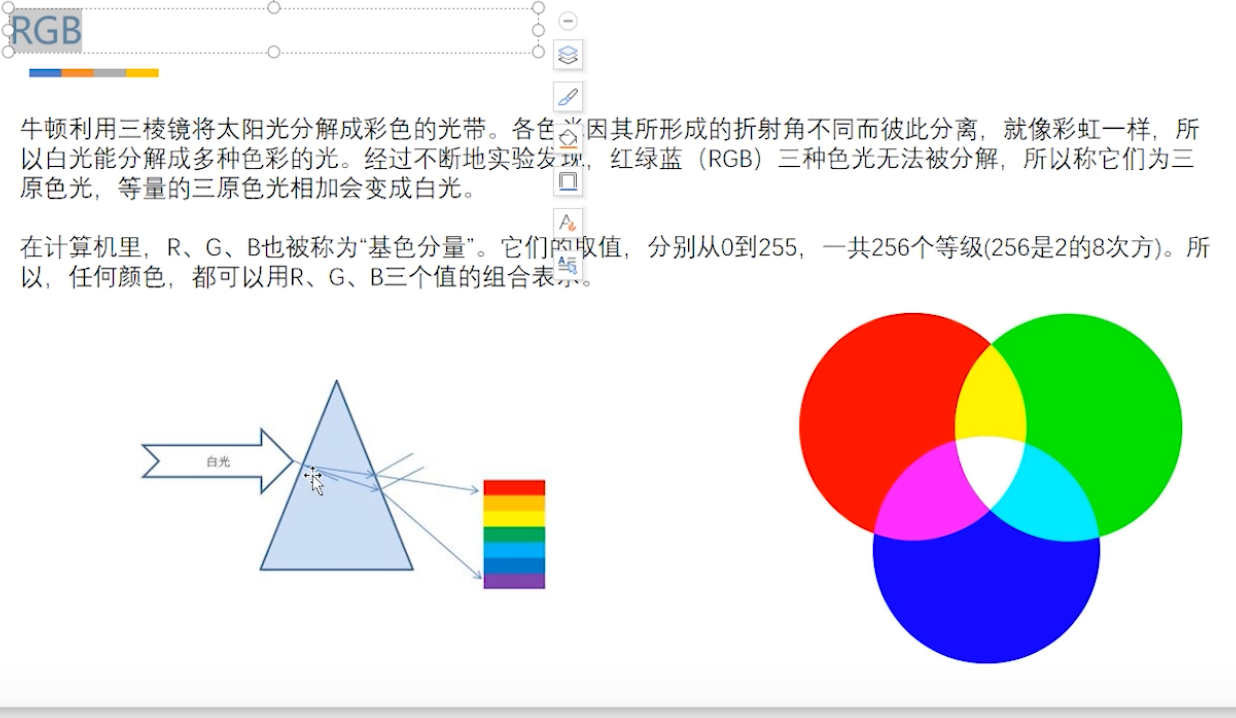 RGB
牛顿利用三棱镜将太阳光分解成彩色的光带。各色光因其所形成的折射角不同而彼此分离，就像彩虹一样，所
以白光能分解成多种色彩的光。经过不断地实验发现，红绿蓝（RGB）三种色光无法被分解，所以称它们为三
原色光，等量的三原色光相加会变成白光。
在计算机里，R、G、B也被称为“基色分量”。它们的取值，分别从0到255，一共256个等级(256是2的8次方)。所
以，任何颜色，都可以用R、G、B三个值的组合表示。
白光